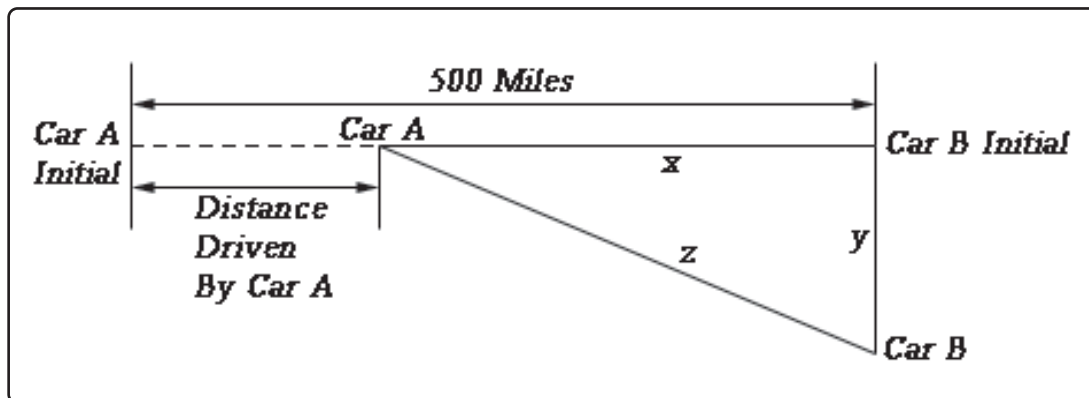 500 Miles
Car A
Initial
Car A
Car B Initial
x
Distance
Driven
By Car A
y
z
Car B